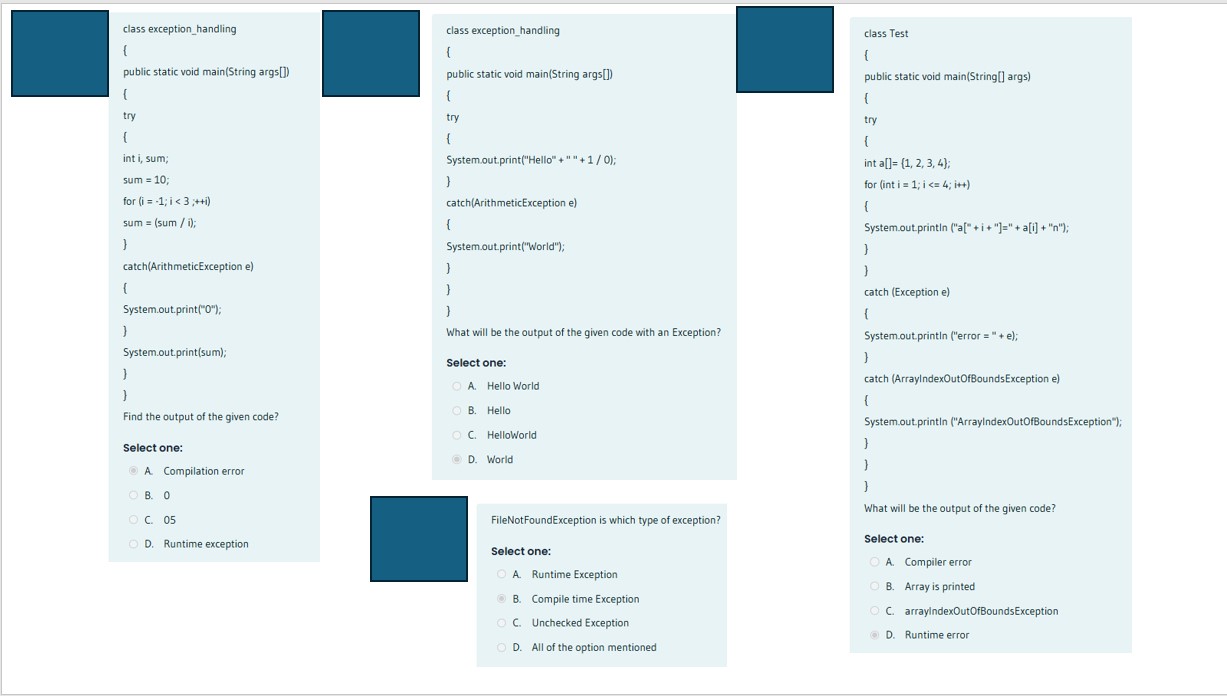 class exception_handling
{
public static void main(String args[])
{
try
{
int i, sum;
sum = 10;
for (i = -1; i < 3 ;++i)
sum = (sum / i);
}
catch(ArithmeticException e)
{
System.out.print("0");
}
System.out.print(sum);
}
}
Find the output of the given code?
Select one:
A. Compilation error
B. 0
C. 05
D. Runtime exception
class exception_handling
{
public static void main(String args[])
{
try
{
System.out.print("Hello" + " " + 1 / 0);
}
catch(ArithmeticException e)
{
System.out.print("World");
}
}
}
What will be the output of the given code with an Exception?
Select one:
A. Hello World
B. Hello
C. HelloWorld
D. World
FileNotFoundException is which type of exception?
Select one:
A. Runtime Exception
B. Compile time Exception
C. Unchecked Exception
D. All of the option mentioned
class Test
{
public static void main(String[] args)
{
try
{
int a[]= {1, 2, 3, 4};
for (int i = 1; i <= 4; i++)
{
System.out.println ("a[" + i + "]=" + a[i] + "n");
}
}
catch (Exception e)
{
System.out.println ("error = " + e);
}
catch (ArrayIndexOutOfBoundsException e)
{
System.out.println ("ArrayIndexOutOfBoundsException");
}
}
}
What will be the output of the given code?
Select one:
A. Compiler error
B. Array is printed
C. arrayIndexOutOfBoundsException
D. Runtime error